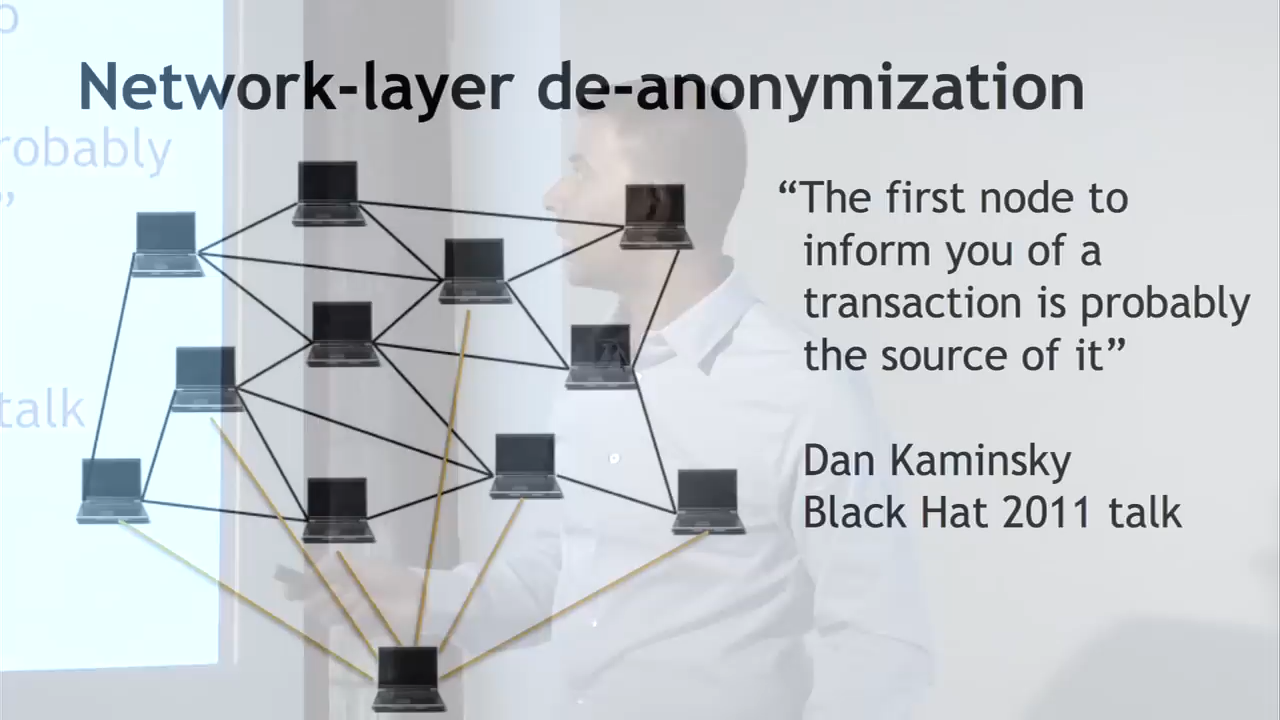 Network-layer de-anonymization
“The first node to
inform you of a
transaction is probably
the source of it”
Dan Kaminsky
Black Hat 2011 talk
robably
”
talk